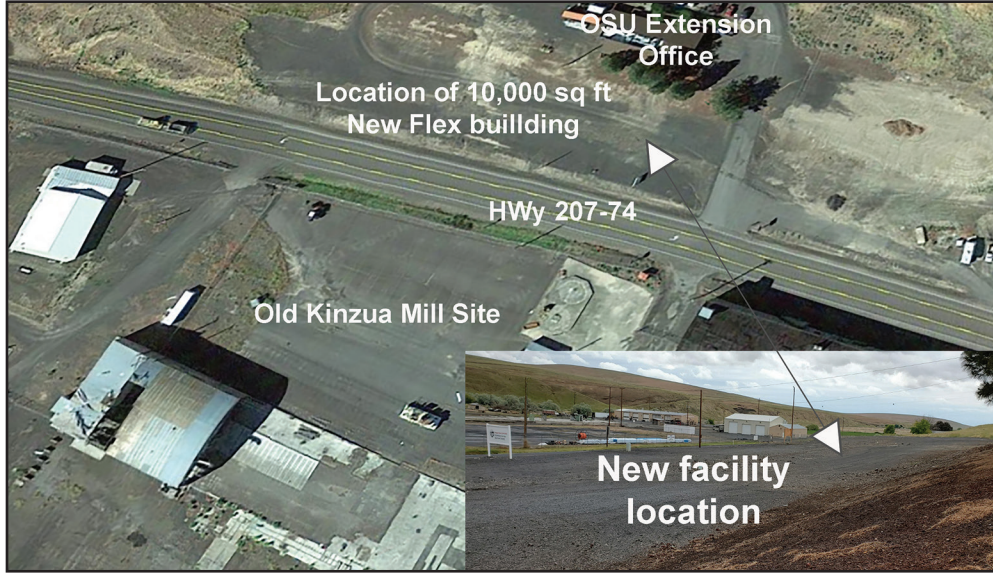 OSU Extension
Office
Location of 10,000 sq ft
New Flex buillding
HWy 207-74
Old Kinzua Mill Site
New facility
location